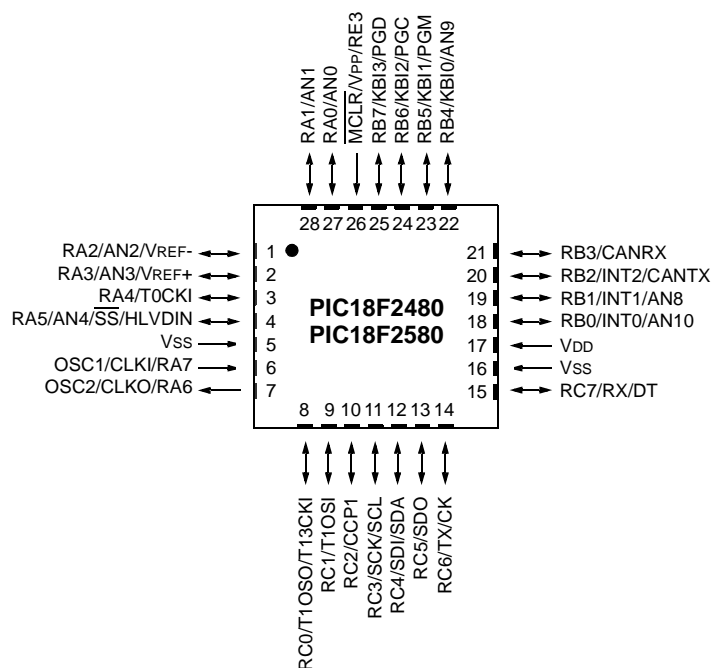 RA1/AN1
RA0/AN0
MCLR/VPP/RE3
RB7/KBI3/PGD
RB6/KBI2/PGC
RB5/KBI1/PGM
RB4/KBI0/AN9
28 27 26 25 24 23 22
RA2/AN2/VREF- 1
RA3/AN3/VREF+ 2
RA4/T0CKI 3
RA5/AN4/SS/HLVDIN 4
VSS 5
OSC1/CLKI/RA7 6
OSC2/CLKO/RA6 7
PIC18F2480
PIC18F2580
21 RB3/CANRX
20 RB2/INT2/CANTX
19 RB1/INT1/AN8
18 RB0/INT0/AN10
17 VDD
16 VSS
15 RC7/RX/DT
8 9 10 11 12 13 14
RC0/T1OSO/T13CKI
RC1/T1OSI
RC2/CCP1
RC3/SCK/SCL
RC4/SDI/SDA
RC5/SDO
RC6/TX/CK